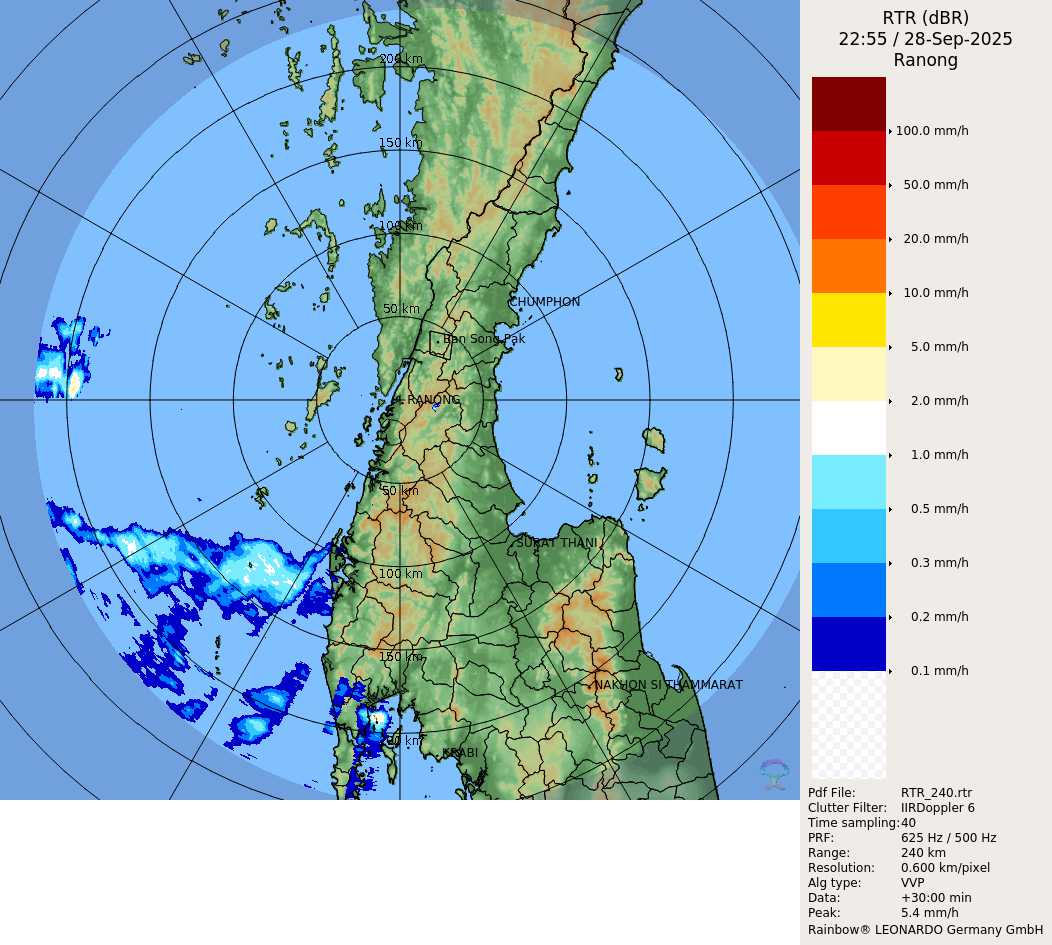 RTR (dBR)
22:55 / 28-Sep-2025
Ranong
200 km
150 km
100 km
50 km
CHUMPHON
Ban Song Pak
RANONG
50 km
SURAT THANI
100 km
150 km
NAKHON SI THAMMARAT
KRABI
100.0 mm/h
50.0 mm/h
20.0 mm/h
10.0 mm/h
5.0 mm/h
2.0 mm/h
1.0 mm/h
0.5 mm/h
0.3 mm/h
0.2 mm/h
0.1 mm/h
Pdf File: RTR_240.rtr
Clutter Filter: IIRDoppler 6
Time sampling: 40
PRF: 625 Hz / 500 Hz
Range: 240 km
Resolution: 0.600 km/pixel
Alg type: VVP
Data: +30:00 min
Peak: 5.4 mm/h
Rainbow® LEONARDO Germany GmbH